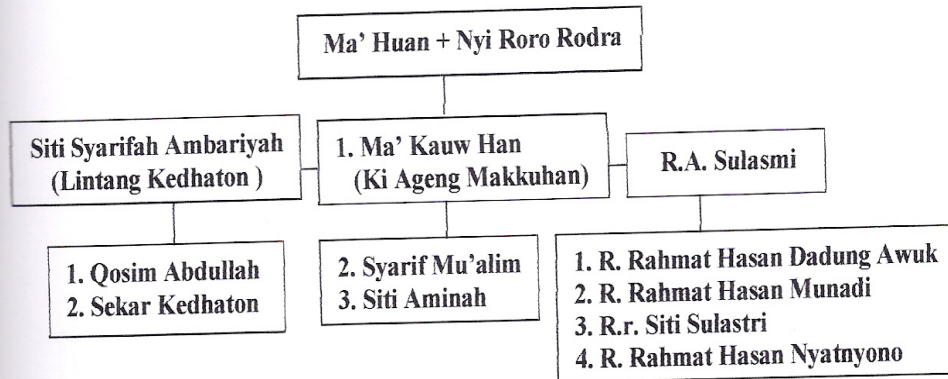 Ma' Huan + Nyi Roro Rodra
Siti Syarifah Ambariyah
(Lintang Kedhaton )
1. Ma' Kauw Han
(Ki Ageng Makkuhan)
R.A. Sulasmi
1. Qosim Abdullah
2. Sekar Kedhaton
2. Syarif Mu'alim
3. Siti Aminah
1. R. Rahmat Hasan Dadung Awuk
2. R. Rahmat Hasan Munadi
3. R.r. Siti Sulastri
4. R. Rahmat Hasan Nyatnyono